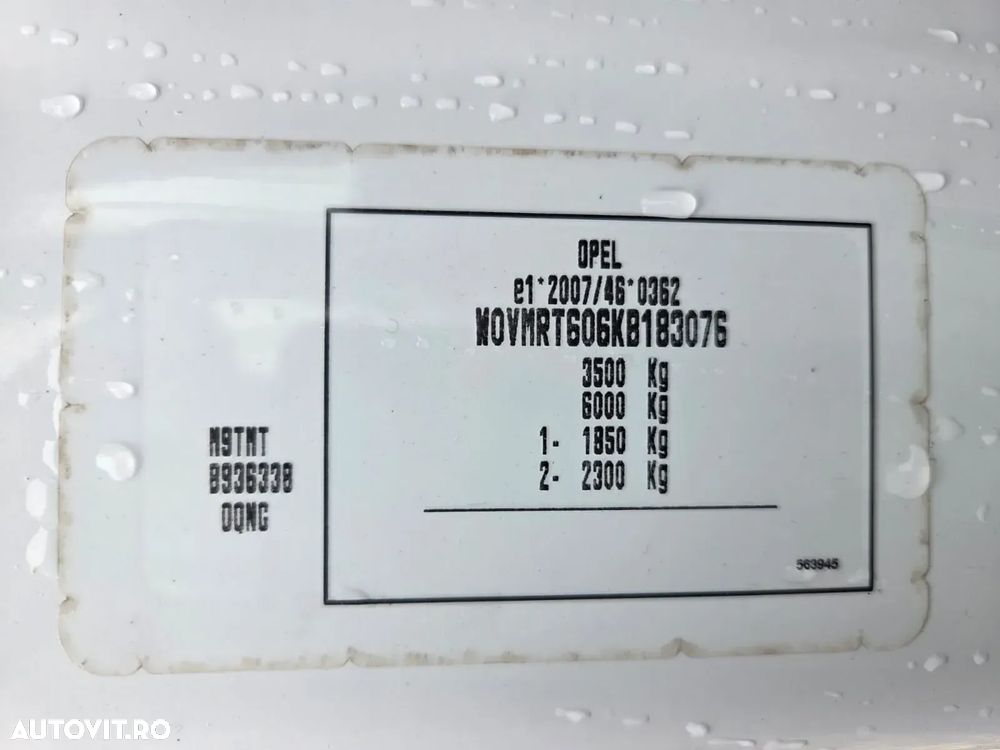 OPEL
e1*2007/46*0362
W0VMRT606KB183076
3500 Kg
6000 Kg
1- 1850 Kg
2- 2300 Kg
M9TMT
B936338
DQNG
563945
AUTOVIT.RO